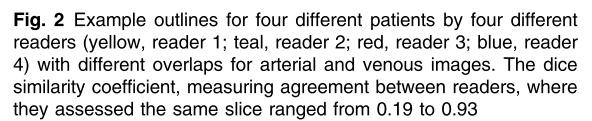 Fig. 2 Example outlines for four different patients by four different
readers (yellow, reader 1; teal, reader 2; red, reader 3; blue, reader
4) with different overlaps for arterial and venous images. The dice
similarity coefficient, measuring agreement between readers, where
they assessed the same slice ranged from 0.19 to 0.93